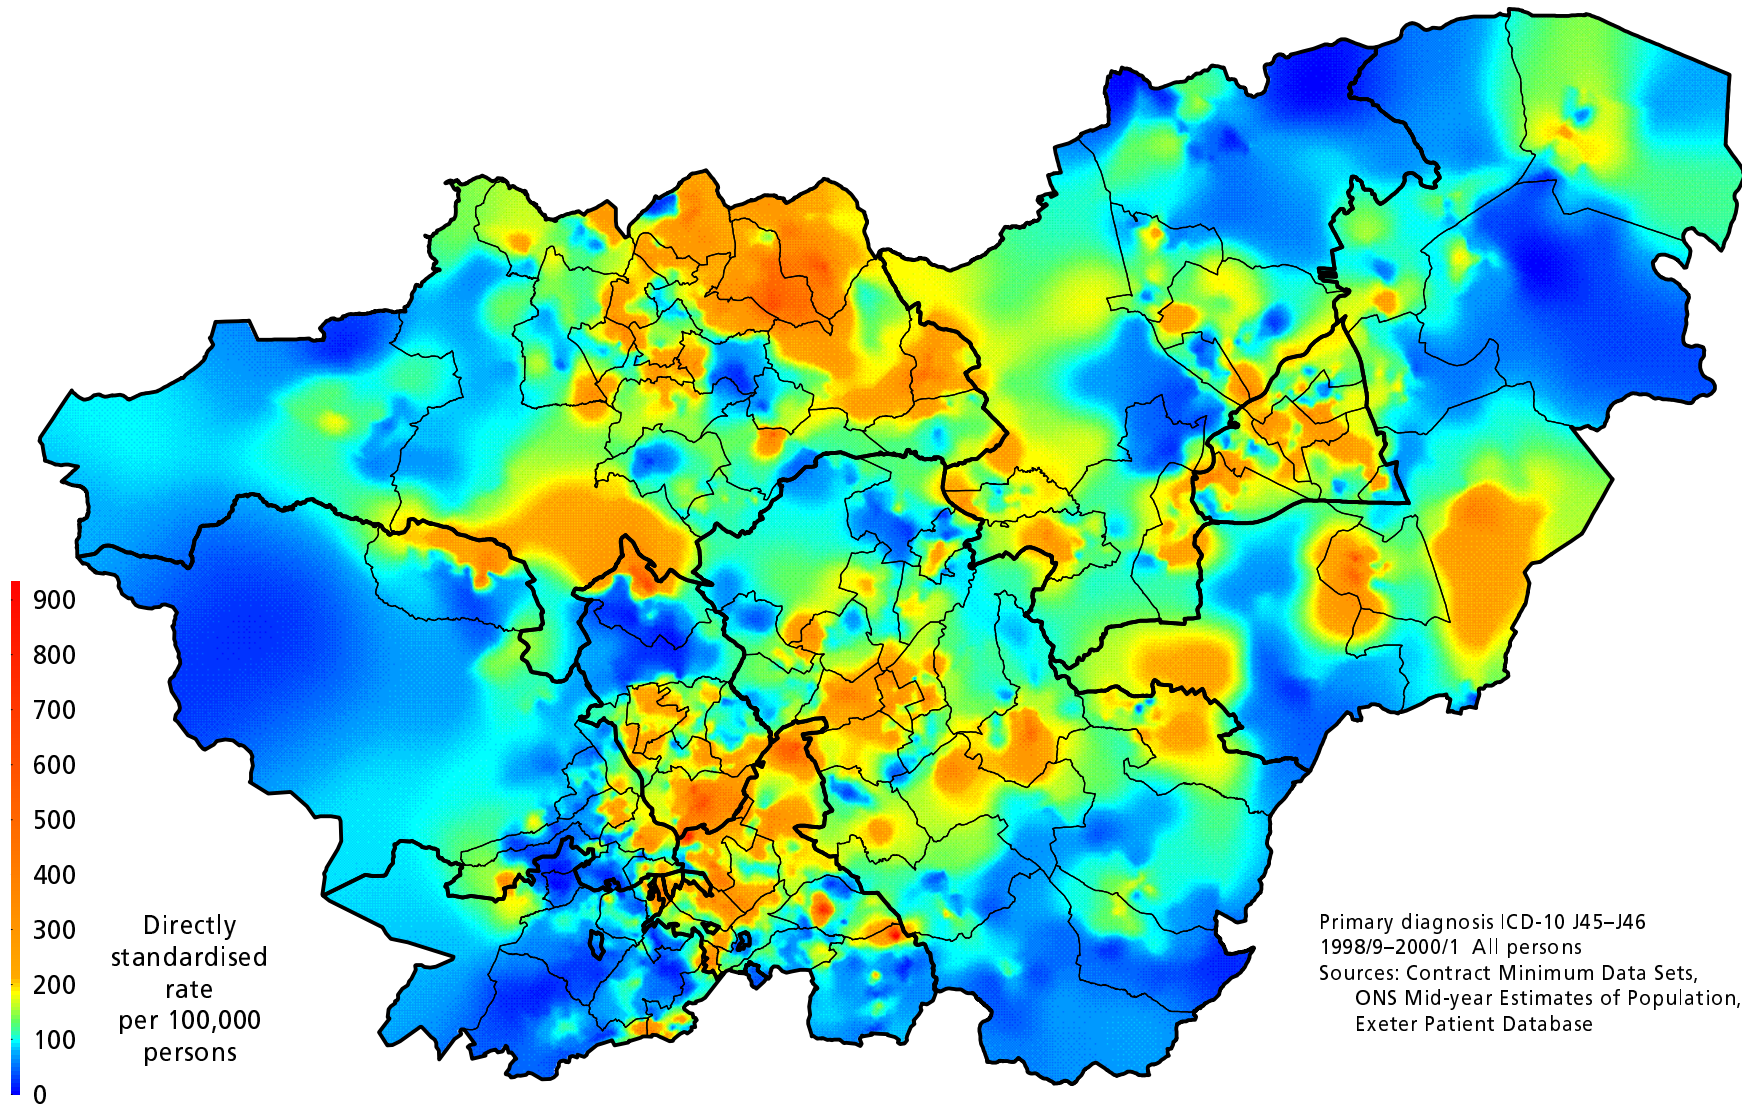 900
800
700
600
500
400
300
200
100
0
Directly
standardised
rate
per 100,000
persons
Primary diagnosis ICD-10 J45–J46
1998/9–2000/1 All persons
Sources: Contract Minimum Data Sets,
ONS Mid-year Estimates of Population,
Exeter Patient Database